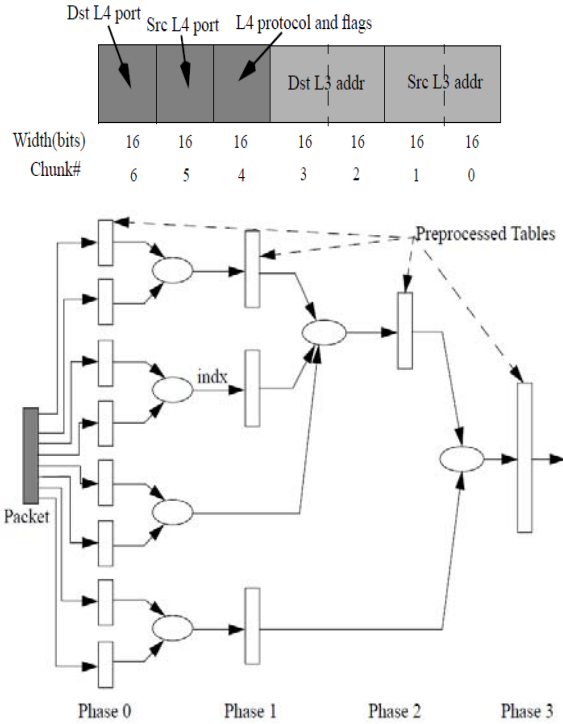 Dst L4 port
Src L4 port
L4 protocol and flags
Dst L3 addr
Src L3 addr
Width(bits) 16 16 16 16 16 16 16
Chunk# 6 5 4 3 2 1 0
Preprocessed Tables
indx
Packet
Phase 0 Phase 1 Phase 2 Phase 3